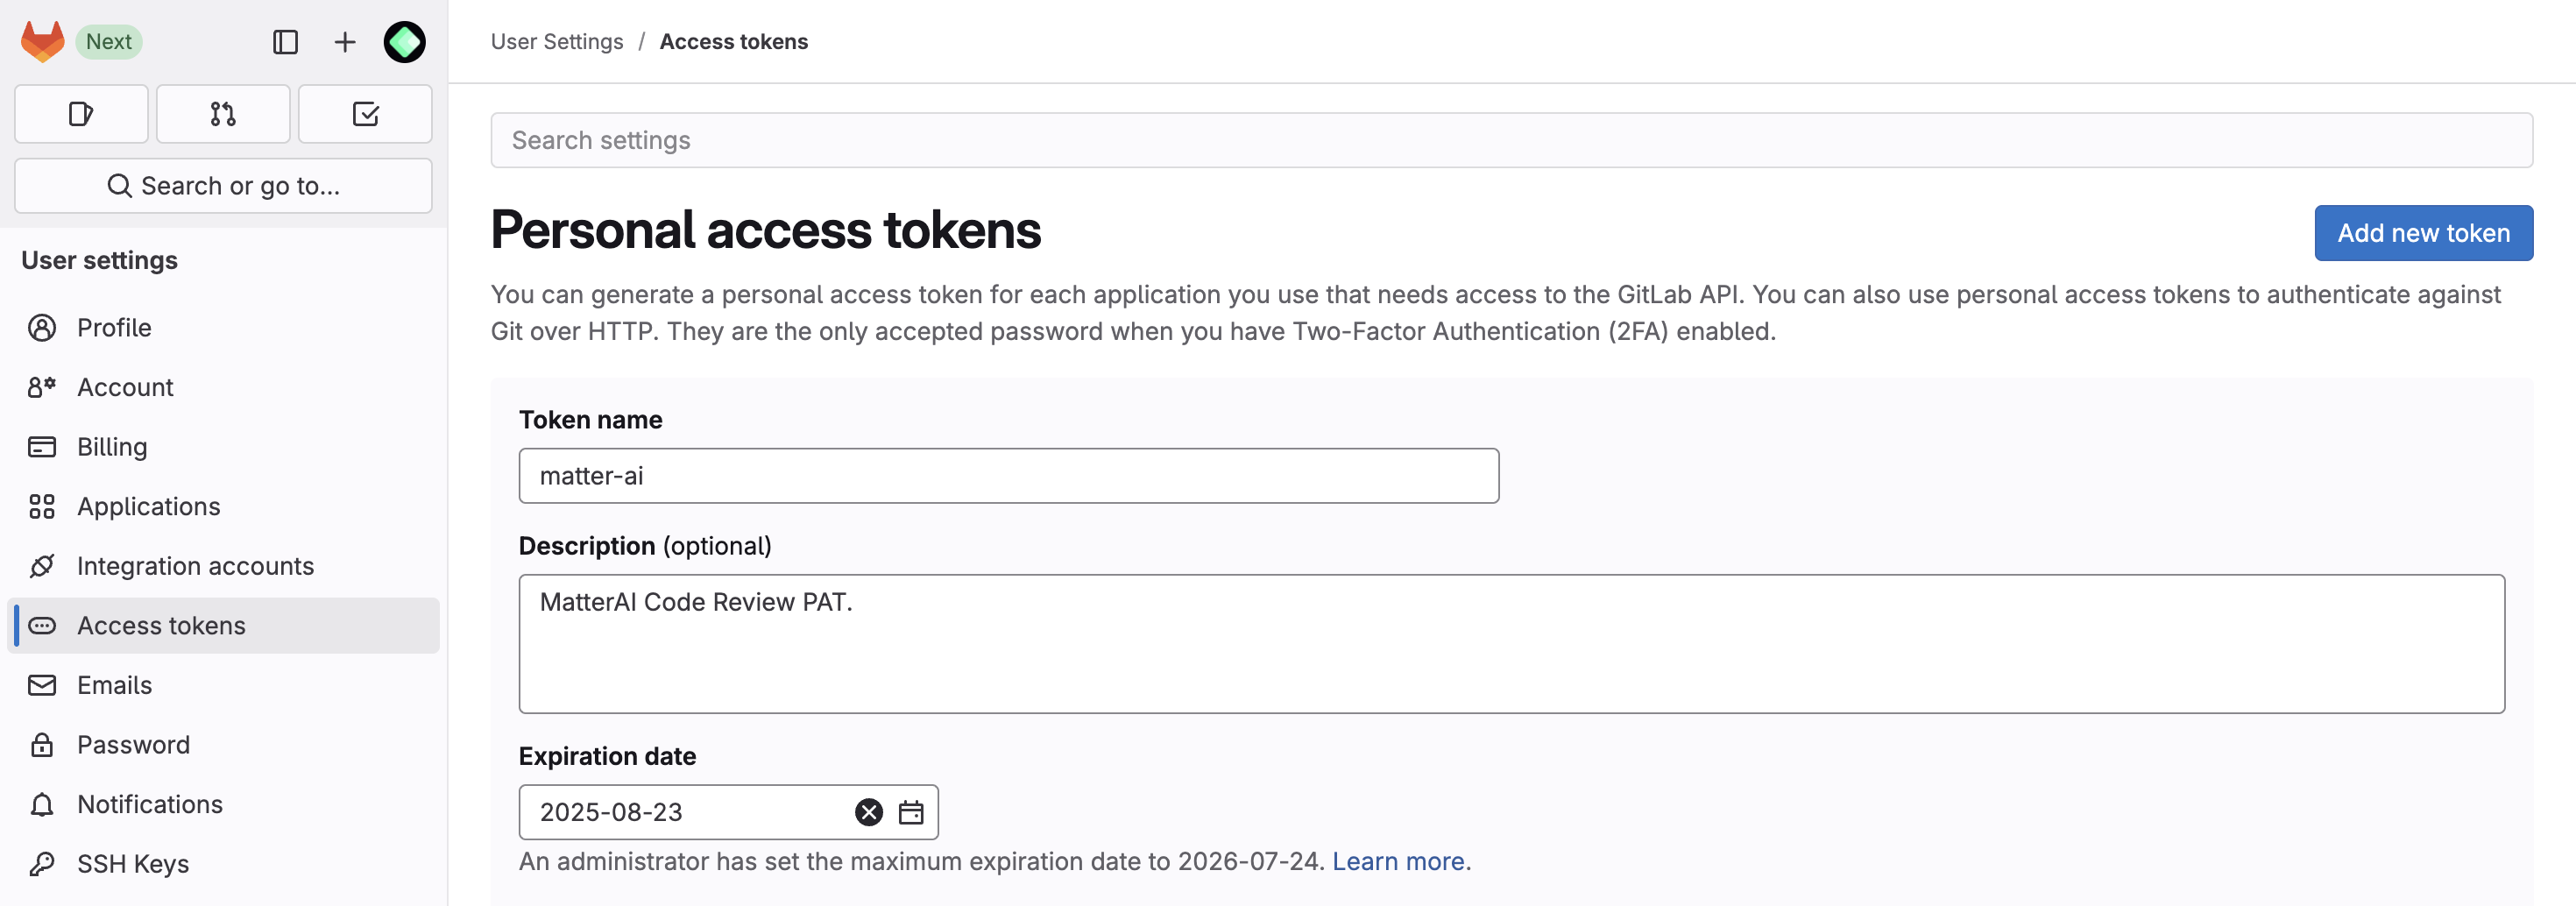 Next
Search or go to...
User settings
Profile
Account
Billing
Applications
Integration accounts
Access tokens
Emails
Password
Notifications
SSH Keys
User Settings / Access tokens
Search settings
Personal access tokens
Add new token
You can generate a personal access token for each application you use that needs access to the GitLab API. You can also use personal access tokens to authenticate against
Git over HTTP. They are the only accepted password when you have Two-Factor Authentication (2FA) enabled.
Token name
matter-ai
Description (optional)
MatterAI Code Review PAT.
Expiration date
2025-08-23
An administrator has set the maximum expiration date to 2026-07-24. Learn more.